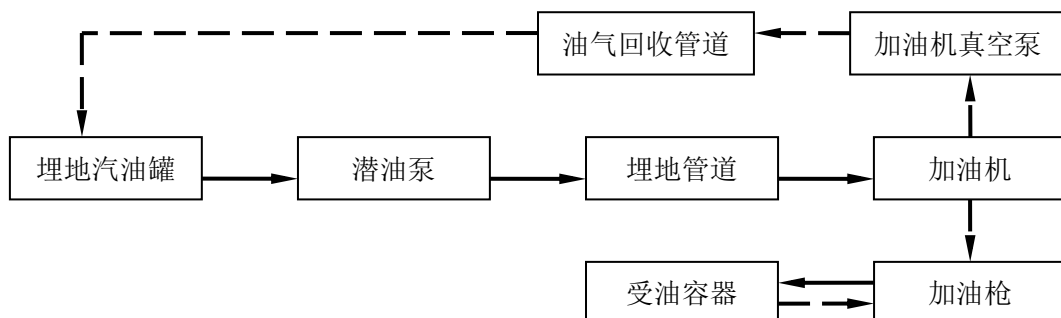 油气回收管道
加油机真空泵
埋地汽油罐
潜油泵
埋地管道
加油机
受油容器
加油枪